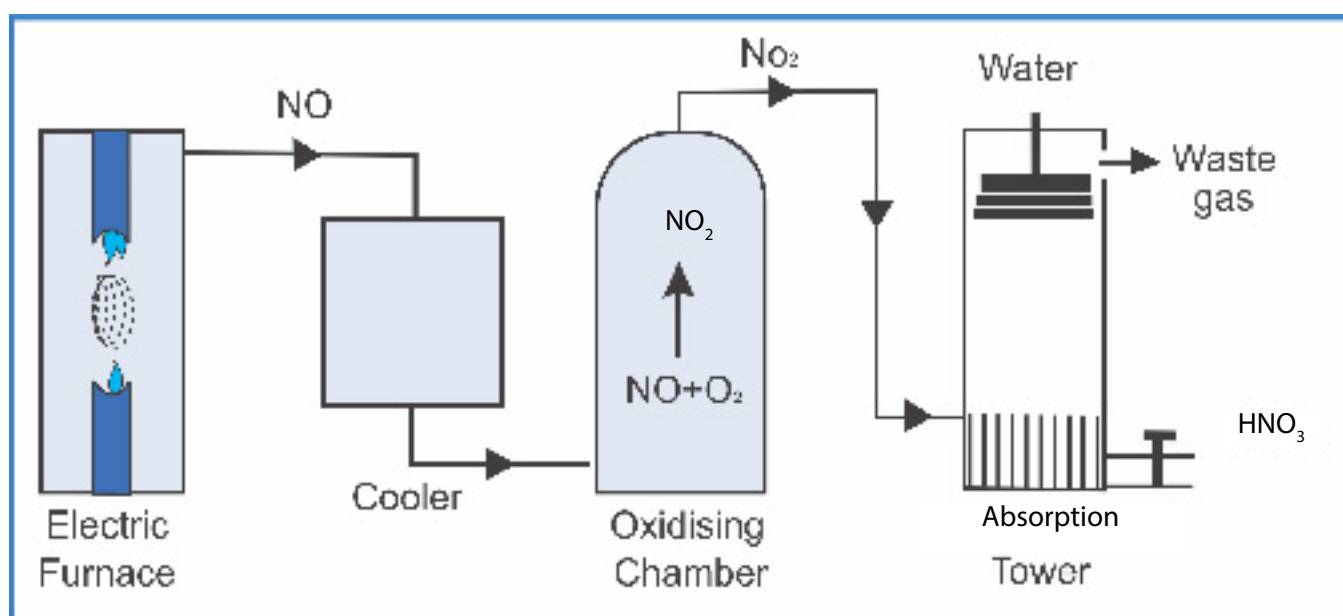 No₂
Water
NO
Waste
gas
NO₂
NO+O₂
HNO₃
Cooler
Electric
Furnace
Oxidising
Chamber
Absorption
Tower